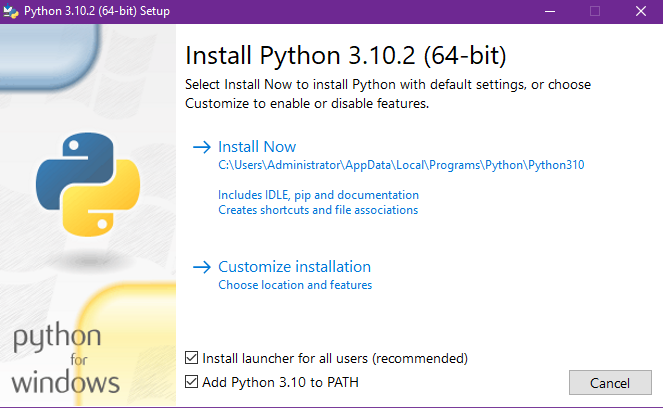 Python 3.10.2 (64-bit) Setup
Install Python 3.10.2 (64-bit)
Select Install Now to install Python with default settings, or choose
Customize to enable or disable features.
Install Now
C:\Users\Administrator\AppData\Local\Programs\Python\Python310
Includes IDLE, pip and documentation
Creates shortcuts and file associations
Customize installation
Choose location and features
python
for
windows
Install launcher for all users (recommended)
Add Python 3.10 to PATH
Cancel